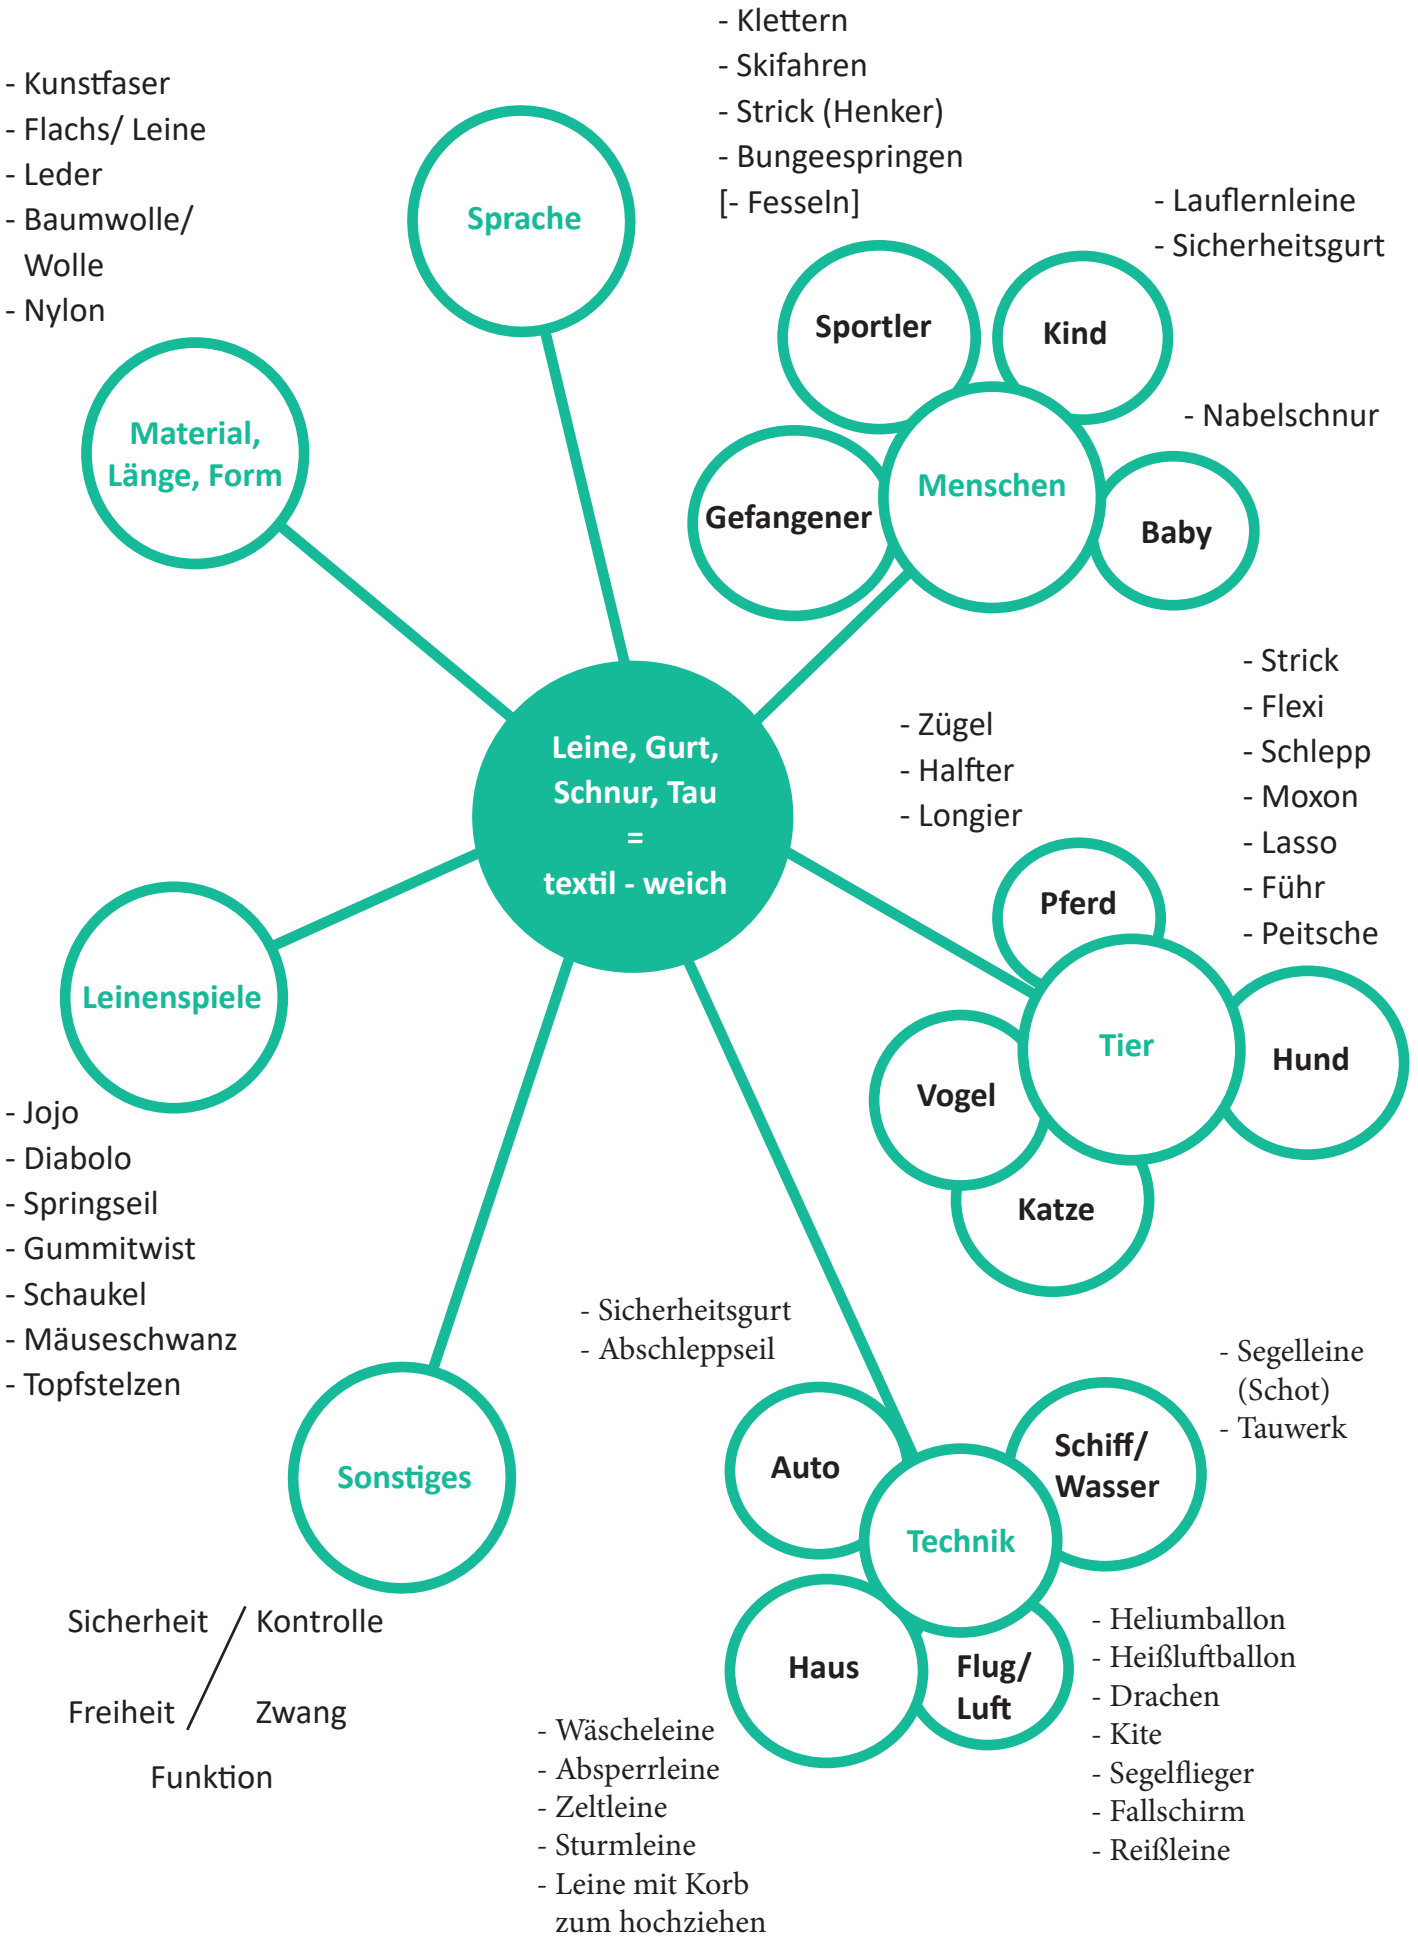 - Klettern
- Skifahren
- Strick (Henker)
- Bungeespringen
[- Fesseln]
- Kunstfaser
- Flachs/ Leine
- Leder
- Baumwolle/
Wolle
- Nylon
Sprache
- Lauflernleine
- Sicherheitsgurt
Sportler
Kind
Material,
Länge, Form
- Nabelschnur
Menschen
Gefangener
Baby
Leine, Gurt,
Schnur, Tau
=
textil - weich
- Zügel
- Halfter
- Longier
- Strick
- Flexi
- Schlepp
- Moxon
- Lasso
- Führ
- Peitsche
Pferd
Tier
Hund
Vogel
Katze
Leinenspiele
- Jojo
- Diabolo
- Springseil
- Gummitwist
- Schaukel
- Mäuseschwanz
- Topfstelzen
- Sicherheitsgurt
- Abschleppseil
- Segelleine
(Schot)
- Tauwerk
Auto
Schiff/
Wasser
Sonstiges
Technik
Haus
Flug/
Luft
Sicherheit / Kontrolle
Freiheit / Zwang
Funktion
- Heliumballon
- Heißluftballon
- Drachen
- Kite
- Segelflieger
- Fallschirm
- Reißleine
- Wäscheleine
- Absperrleine
- Zeltleine
- Sturmleine
- Leine mit Korb
zum hochziehen